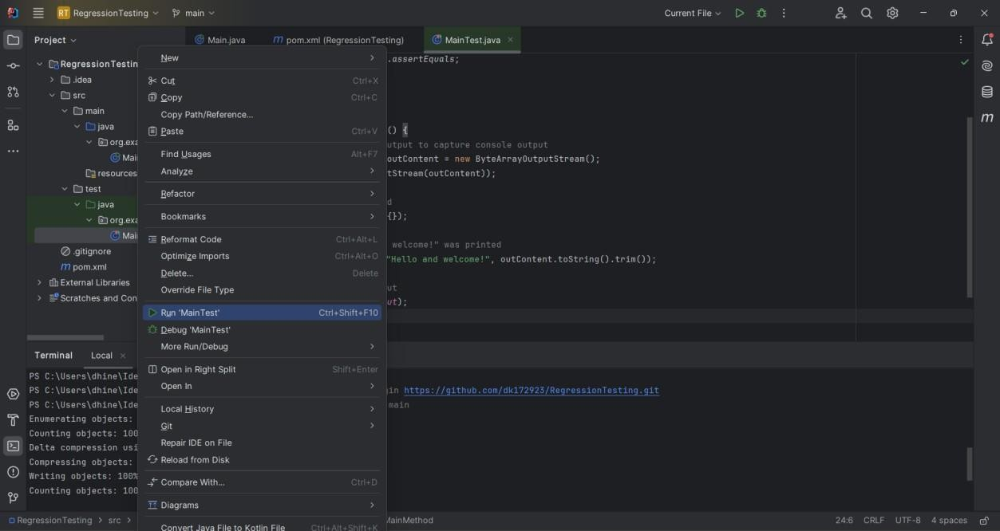 RT RegressionTesting
main
Current File
Project
Main.java
pom.xml (RegressionTesting)
MainTest.java
RegressionTestin
.idea
src
main
java
org.exa
Mai
resources
test
java
org.exa
Mai
.gitignore
pom.xml
External Libraries
Scratches and Con
New
Cut Ctrl+X
Copy Ctrl+C
Copy Path/Reference...
Paste Ctrl+V
Find Usages Alt+F7
Analyze
Refactor
Bookmarks
Reformat Code Ctrl+Alt+L
Optimize Imports Ctrl+Alt+O
Delete... Delete
Override File Type
Run 'MainTest' Ctrl+Shift+F10
Debug 'MainTest'
More Run/Debug
Open in Right Split Shift+Enter
Open In
Local History
Git
Repair IDE on File
Reload from Disk
Compare With... Ctrl+D
Diagrams
Convert Java File to Kotlin File Ctrl+Alt+Shift+K
.assertEquals;
() {
utput to capture console output
outContent = new ByteArrayOutputStream();
tStream(outContent));
d
{});
welcome!" was printed
"Hello and welcome!", outContent.toString().trim());
ut
ut);
Terminal
Local
PS C:\Users\dhine\Ide
PS C:\Users\dhine\Ide
gin https://github.com/dk172923/RegressionTesting.git
PS C:\Users\dhine\Ide
main
Enumerating objects:
Counting objects: 100
Delta compression usi
Compressing objects:
Writing objects: 100%
Counting objects: 100
RegressionTesting > src >
MainMethod
24:6 CRLF UTF-8 4 spaces